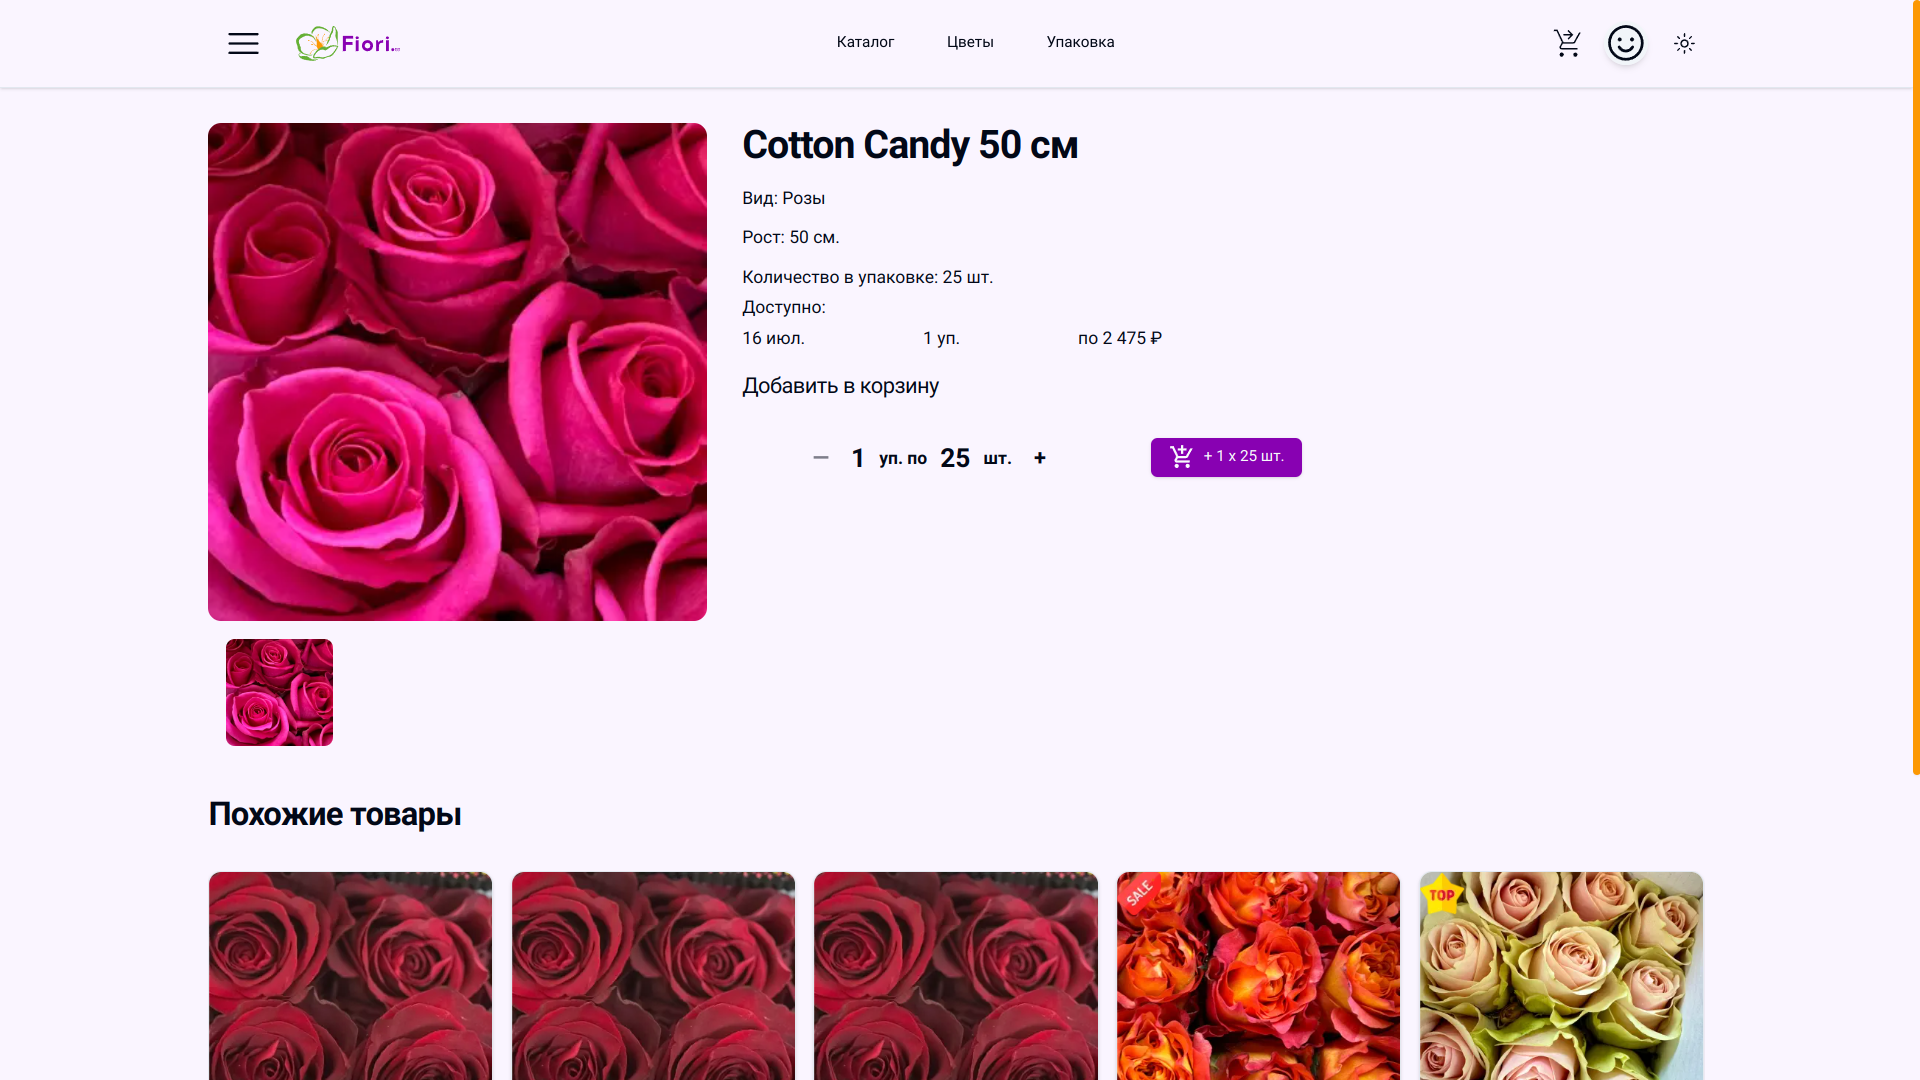 Fiori.
Каталог
Цветы
Упаковка
Cotton Candy 50 см
Вид: Розы
Рост: 50 см.
Количество в упаковке: 25 шт.
Доступно:
16 июл. 1 уп. по 2 475 ₽
Добавить в корзину
— 1 уп. по 25 шт. + + 1 x 25 шт.
Похожие товары
SALE
TOP